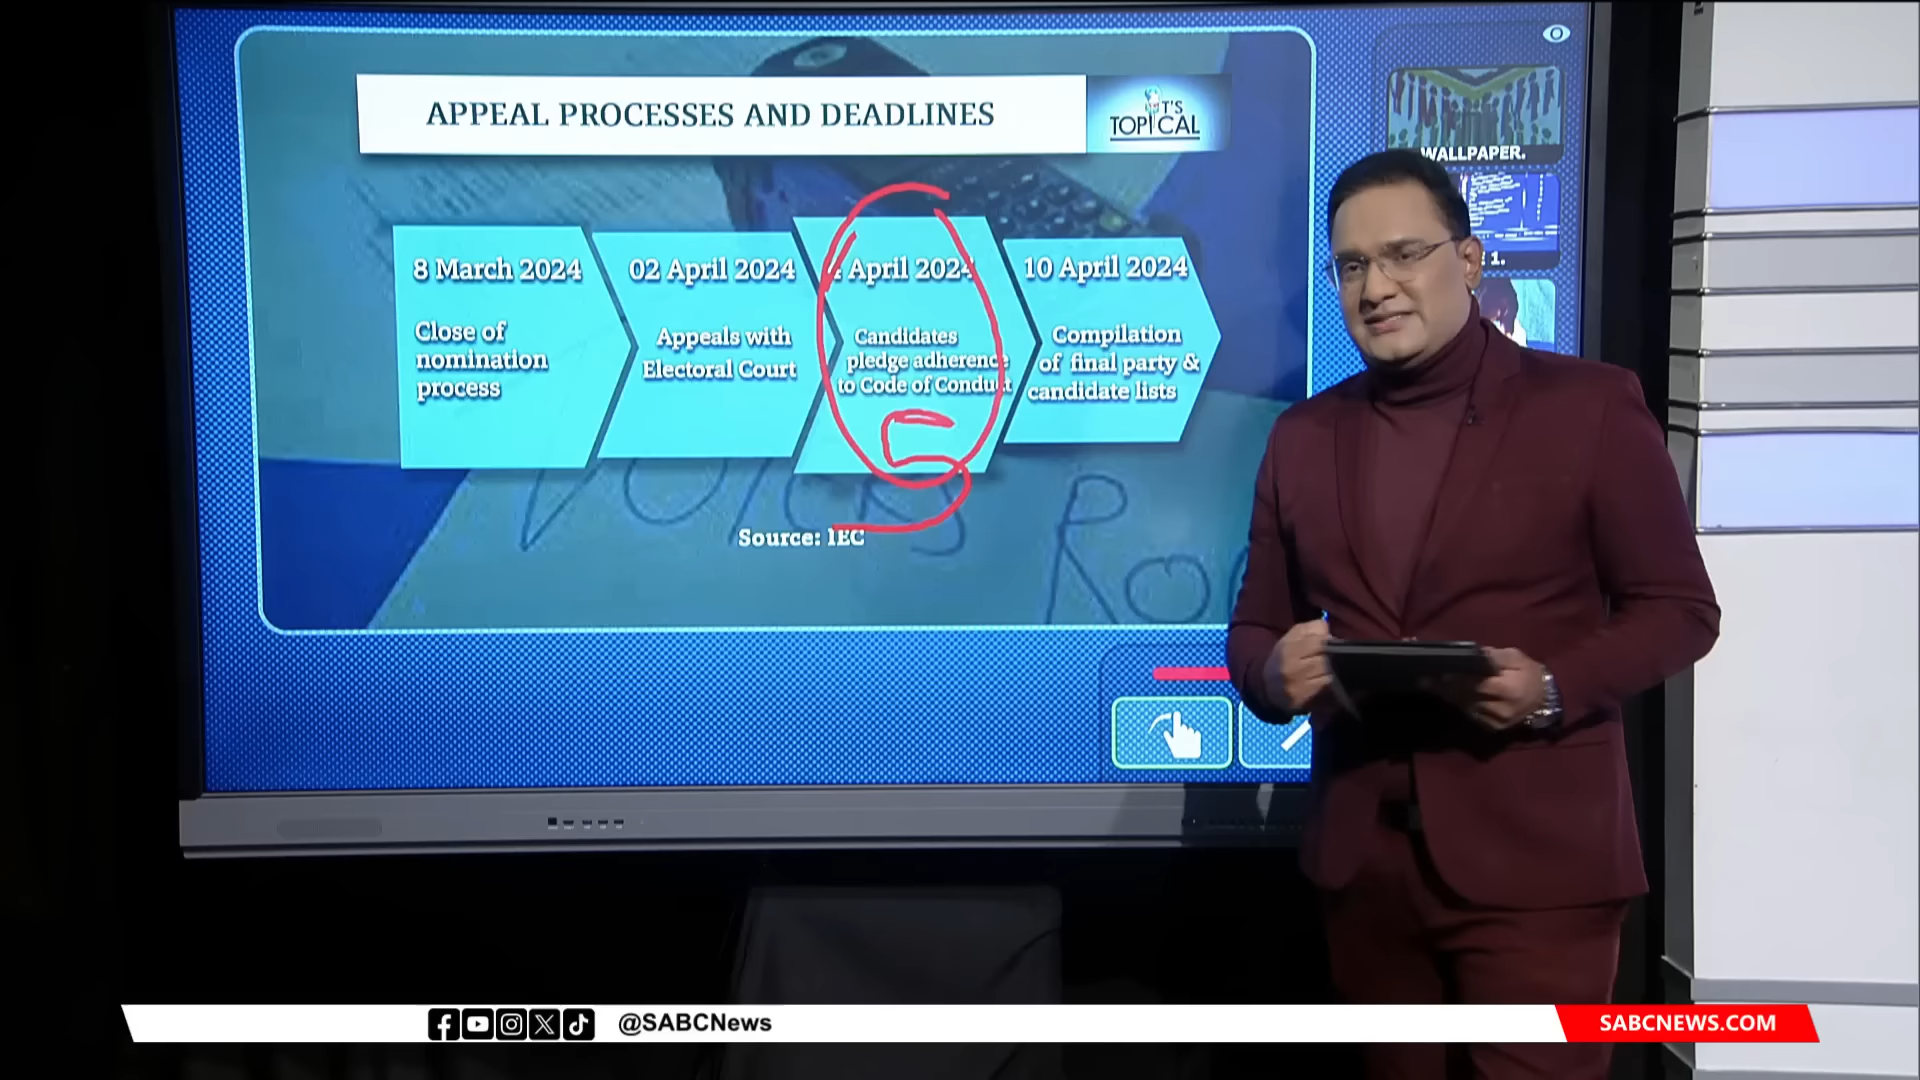 APPEAL PROCESSES AND DEADLINES
IT'S
TOPICAL
WALLPAPER.
1.
8 March 2024
Close of
nomination
process
02 April 2024
Appeals with
Electoral Court
April 2024
Candidates
pledge adherence
to Code of Conduct
10 April 2024
Compilation
of final party &
candidate lists
Source: IEC
@SABCNews
SABCNEWS.COM